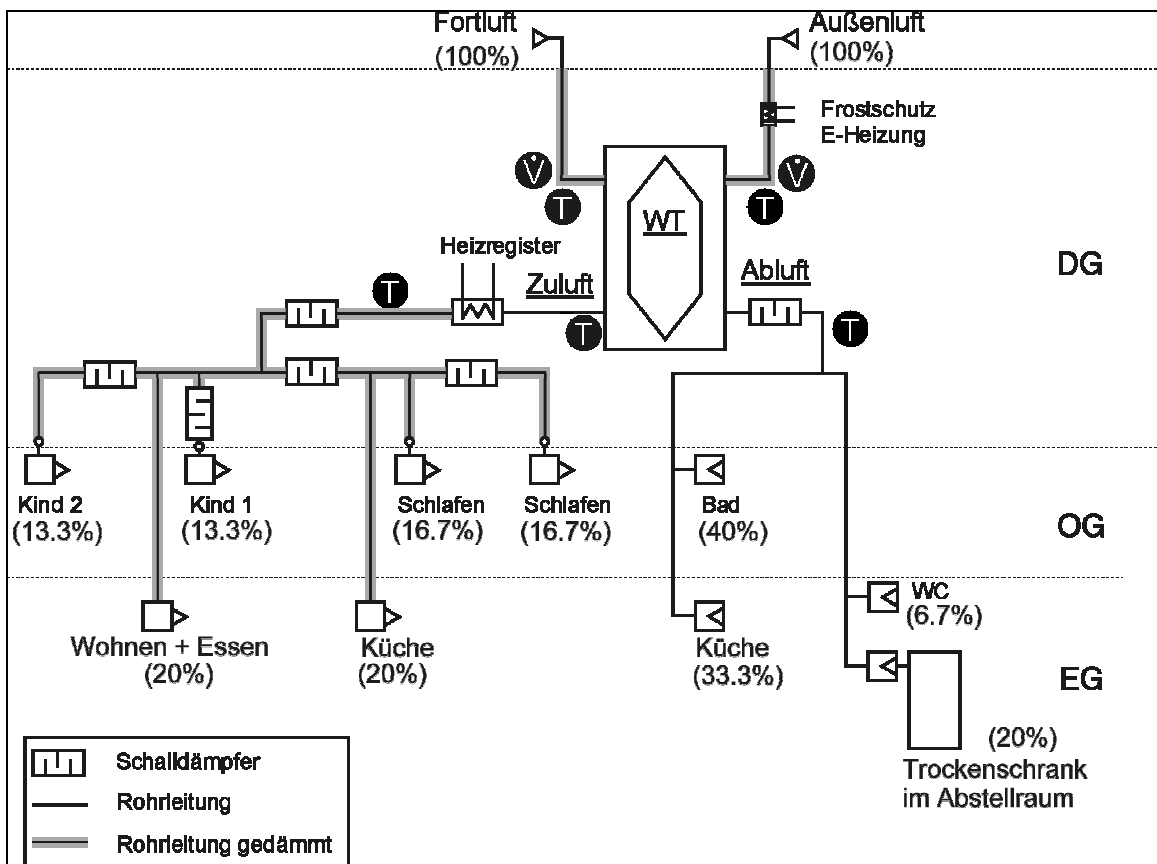 Fortluft
(100%)
Außenluft
(100%)
Frostschutz
E-Heizung
V̇
T
T
V̇
WT
DG
Heizregister
Zuluft
Abluft
T
T
T
Kind 2
(13.3%)
Kind 1
(13.3%)
Schlafen
(16.7%)
Schlafen
(16.7%)
Bad
(40%)
OG
Wohnen + Essen
(20%)
Küche
(20%)
Küche
(33.3%)
WC
(6.7%)
EG
(20%)
Trockenschrank
im Abstellraum
Schalldämpfer
Rohrleitung
Rohrleitung gedämmt